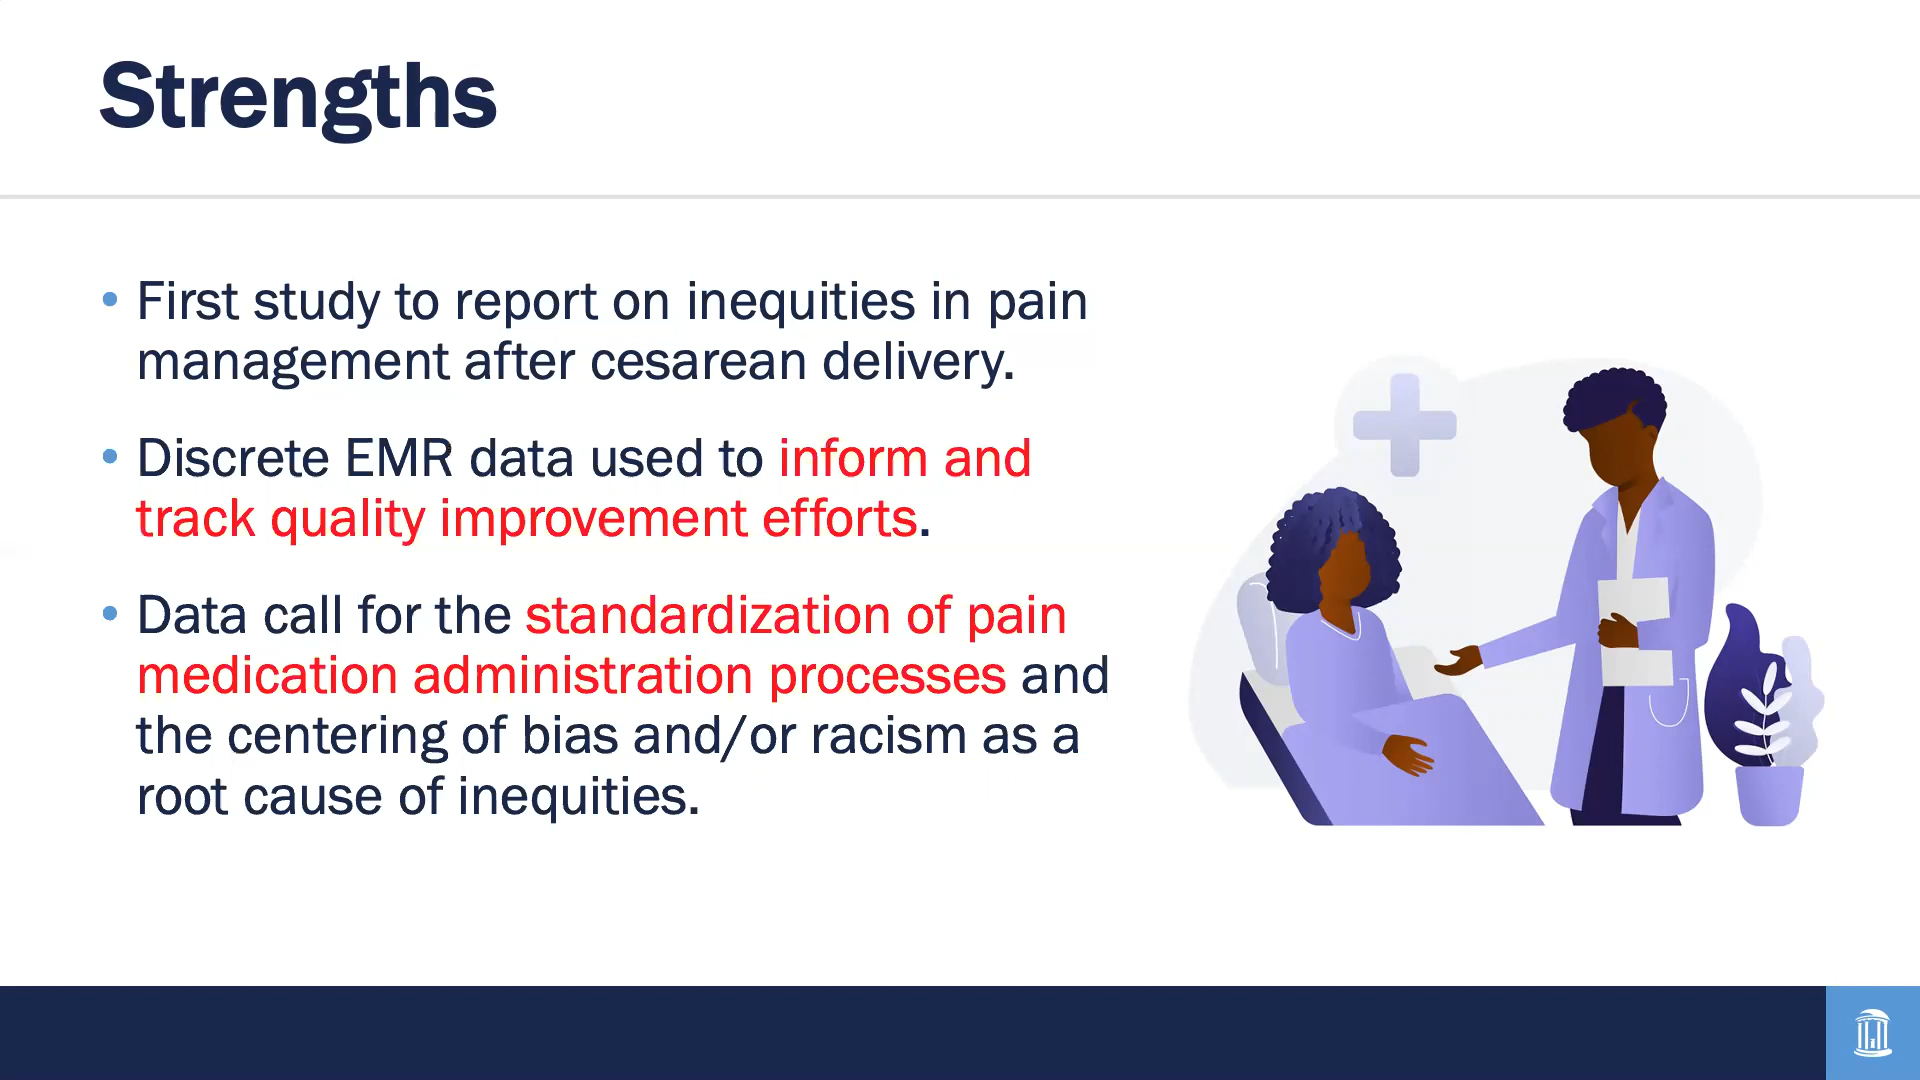 Strengths
• First study to report on inequities in pain
management after cesarean delivery.
• Discrete EMR data used to inform and
track quality improvement efforts.
• Data call for the standardization of pain
medication administration processes and
the centering of bias and/or racism as a
root cause of inequities.